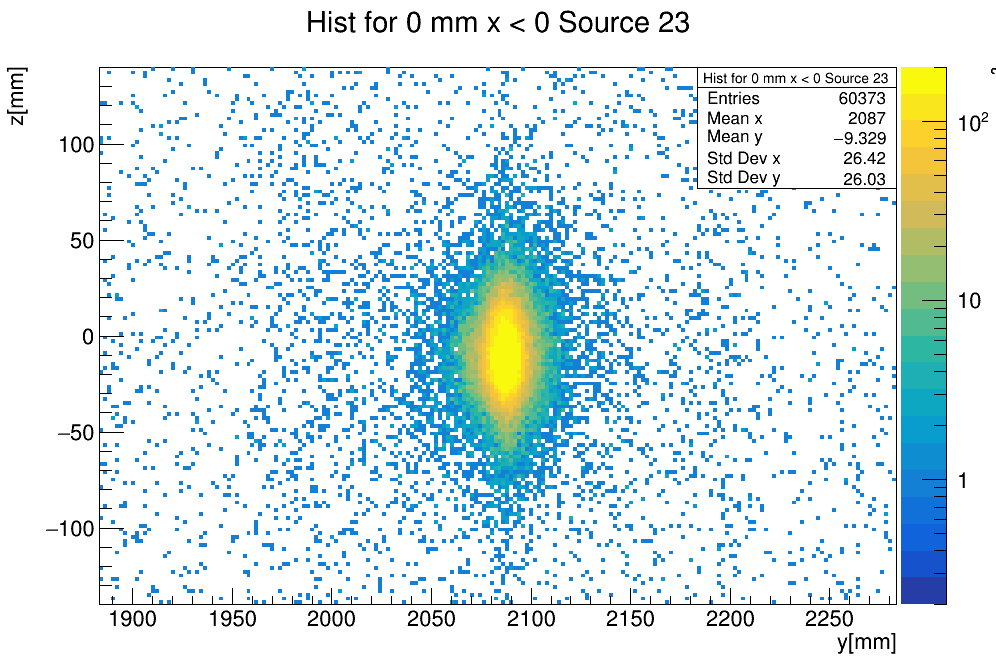 Hist for 0 mm x < 0 Source 23
z[mm]
Hist for 0 mm x < 0 Source 23
Entries 60373
Mean x 2087
Mean y −9.329
Std Dev x 26.42
Std Dev y 26.03
100
50
0
−50
−100
1900 1950 2000 2050 2100 2150 2200 2250
y[mm]
10²
10
1